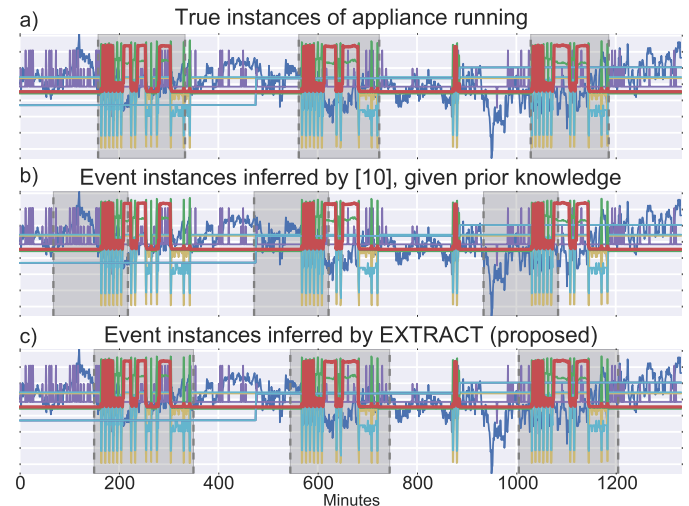 a) True instances of appliance running
b) Event instances inferred by [10], given prior knowledge
c) Event instances inferred by EXTRACT (proposed)
0 200 400 600 800 1000 1200
Minutes